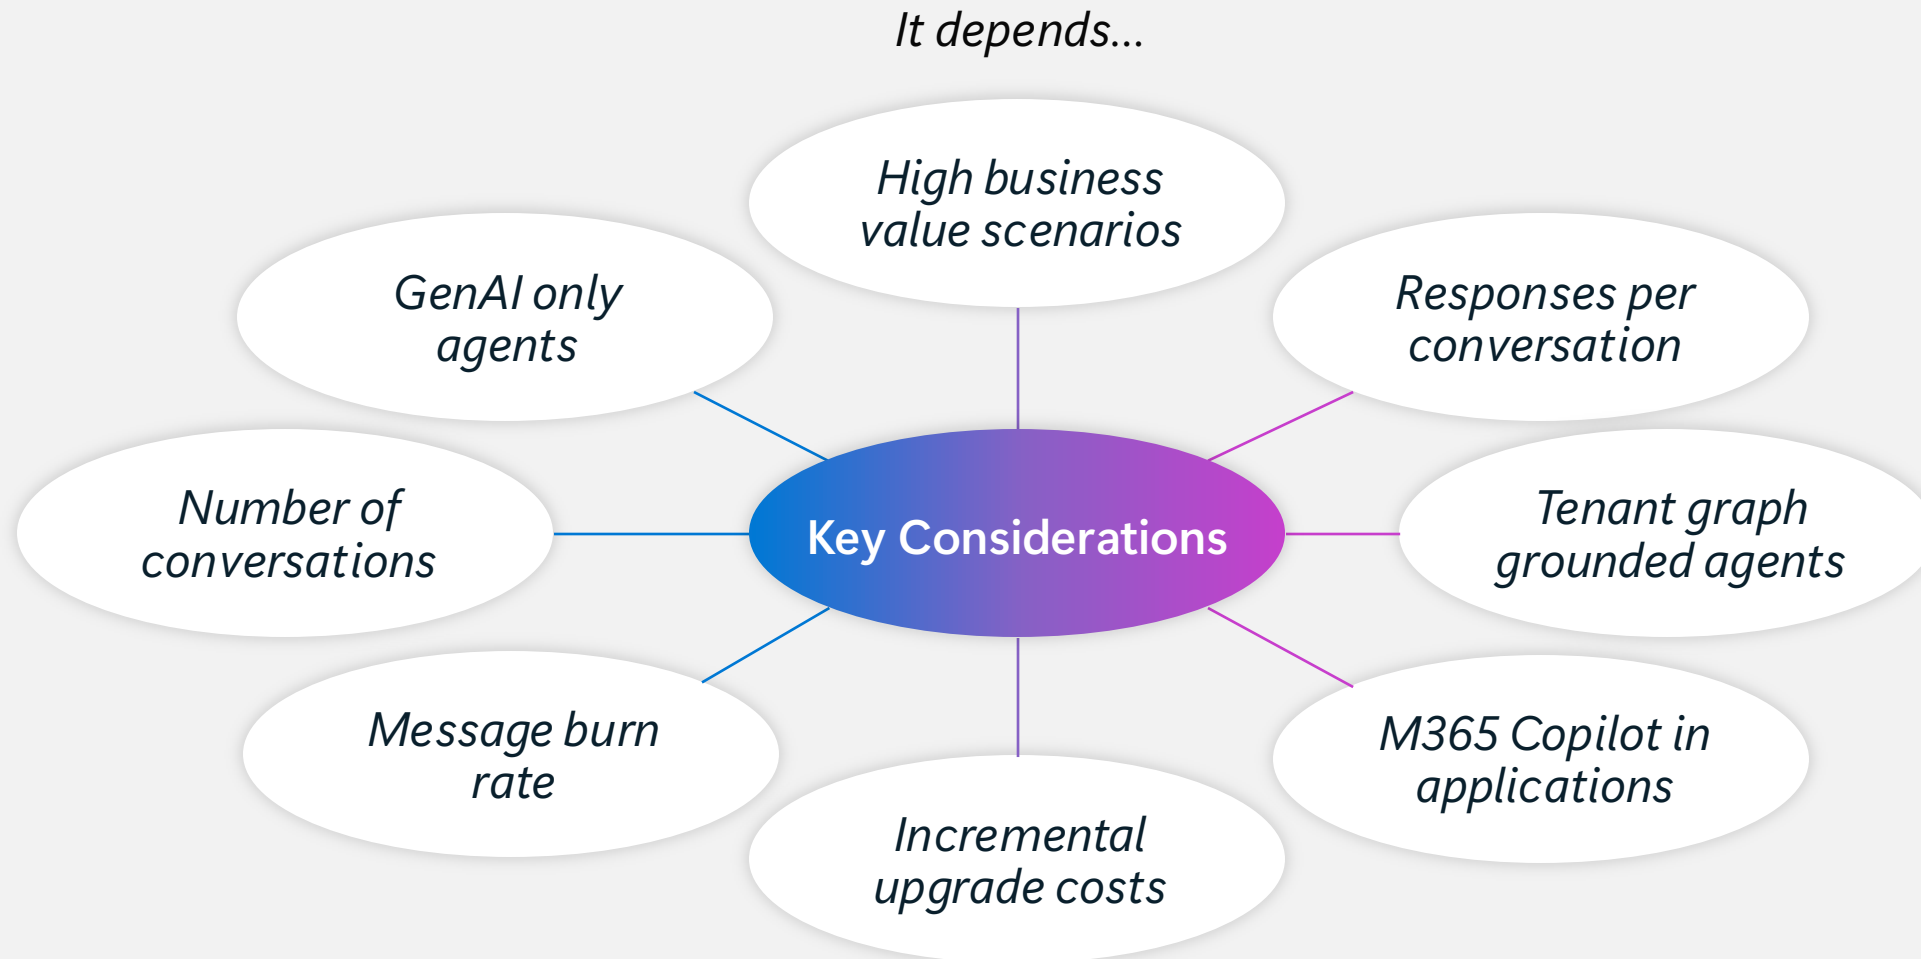 It depends...
High business
value scenarios
GenAI only
agents
Responses per
conversation
Number of
conversations
Key Considerations
Tenant graph
grounded agents
Message burn
rate
M365 Copilot in
applications
Incremental
upgrade costs